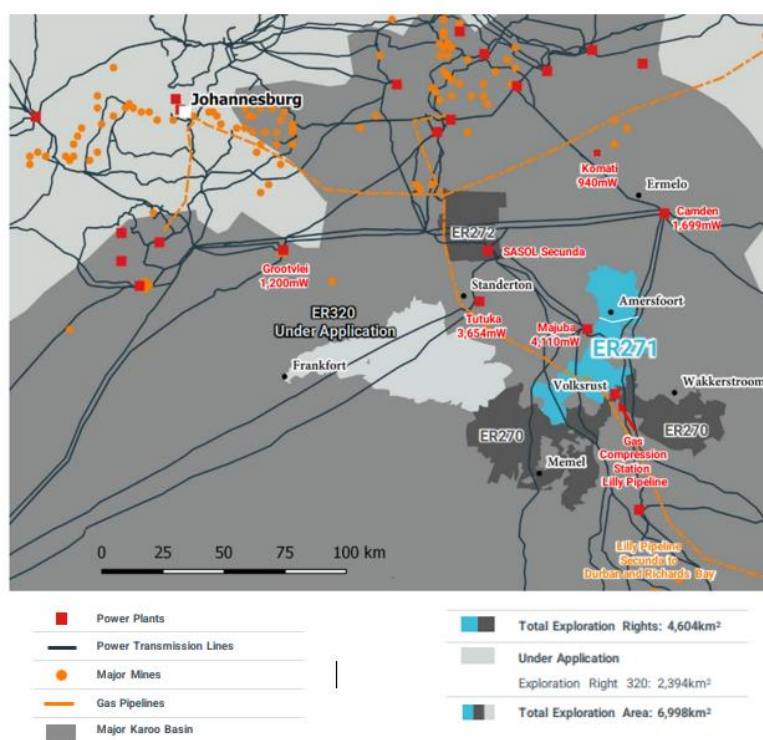 Johannesburg
Komati
940mW
Ermelo
Camden
1,699mW
ER272
SASOL Secunda
Grootvlei
1,200mW
Standerton
Amersfoort
ER320
Under Application
Tutuka
3,654mW
Majuba
4,110mW
ER271
Frankfort
Volksrust
Wakkerstroom
ER270
ER270
Gas
Compression
Station
Lilly Pipeline
Memel
0 25 50 75 100 km
Lilly Pipeline
Secunda to
Durban and Richards Bay
Power Plants
Power Transmission Lines
Major Mines
Gas Pipelines
Major Karoo Basin
Total Exploration Rights: 4,604km²
Under Application
Exploration Right 320: 2,394km²
Total Exploration Area: 6,998km²